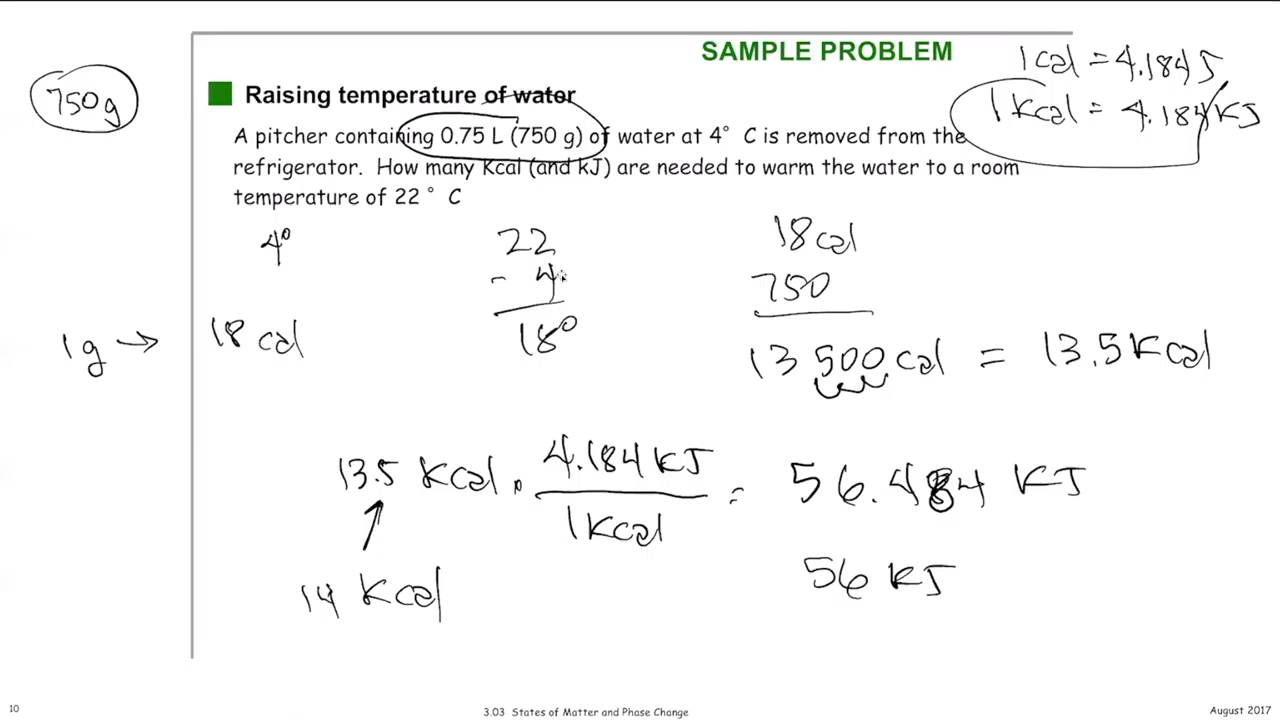 SAMPLE PROBLEM
1 cal = 4.184 J
1 Kcal = 4.184 KJ
750 g
Raising temperature of water
A pitcher containing 0.75 L (750 g) of water at 4° C is removed from the
refrigerator. How many Kcal (and kJ) are needed to warm the water to a room
temperature of 22 ° C
4°
22
- 4
18°
18 cal
750
13 500 cal = 13.5 Kcal
1g → 18 cal
13.5 Kcal · 4.184 KJ / 1 Kcal = 56.484 KJ
14 Kcal
56 KJ
10
3.03 States of Matter and Phase Change
August 2017